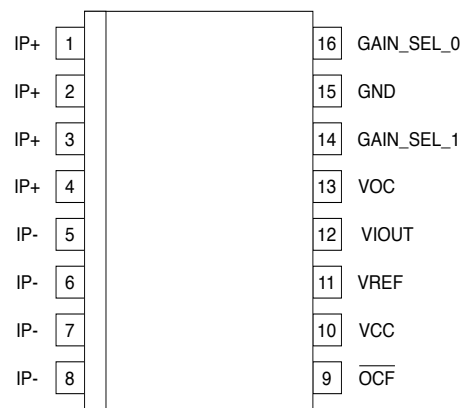 IP+ 1 16 GAIN_SEL_0
IP+ 2 15 GND
IP+ 3 14 GAIN_SEL_1
IP+ 4 13 VOC
IP- 5 12 VIOUT
IP- 6 11 VREF
IP- 7 10 VCC
IP- 8 9 O̅C̅F̅